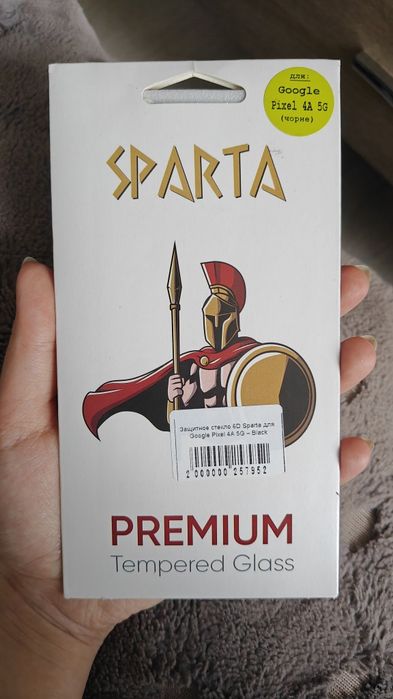 для:
Google
Pixel 4A 5G
(чорне)
SPARTA
Защитное стекло 6D Sparta для
Google Pixel 4A 5G – Black
2 000000 257952
PREMIUM
Tempered Glass